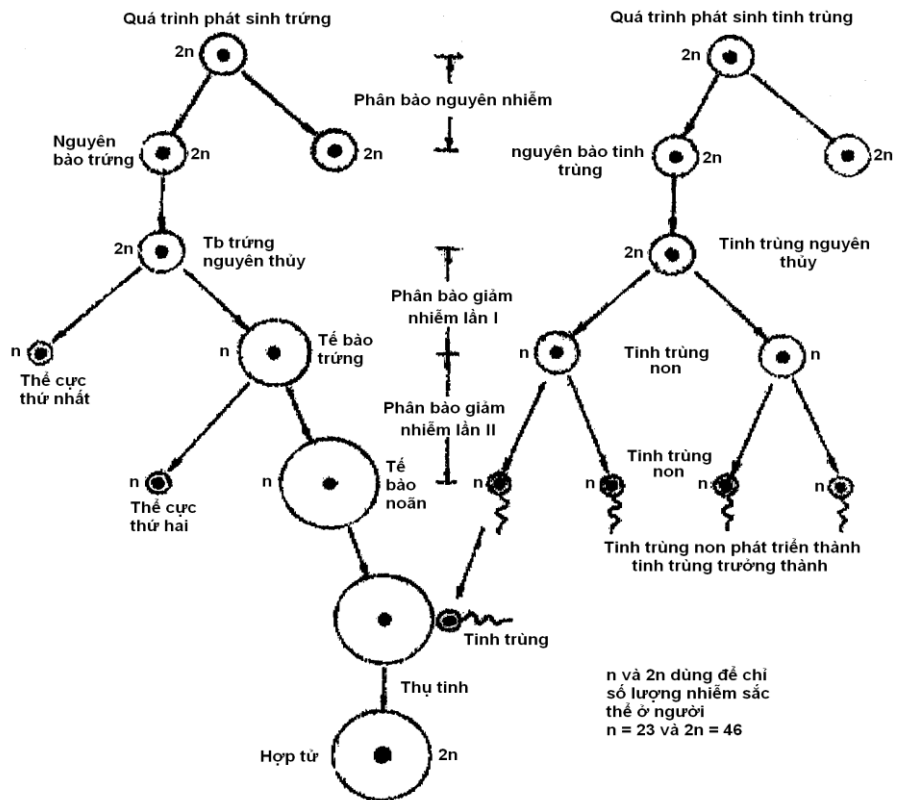 Quá trình phát sinh trứng
Quá trình phát sinh tinh trùng
2n
2n
Phân bào nguyên nhiễm
Nguyên
bào trứng
2n
2n
nguyên bào tinh
trùng
2n
2n
2n
Tb trứng
nguyên thủy
2n
Tinh trùng nguyên
thủy
Phân bào giảm
nhiễm lần I
n
Thể cực
thứ nhất
n
Tế bào
trứng
n
Tinh trùng
non
n
Phân bào giảm
nhiễm lần II
n
Thể cực
thứ hai
n
Tế
bào
noãn
n
n
Tinh trùng
non
n
n
Tinh trùng non phát triển thành
tinh trùng trưởng thành
Tinh trùng
Thụ tinh
Hợp tử
2n
n và 2n dùng để chỉ
số lượng nhiễm sắc
thể ở người
n = 23 và 2n = 46